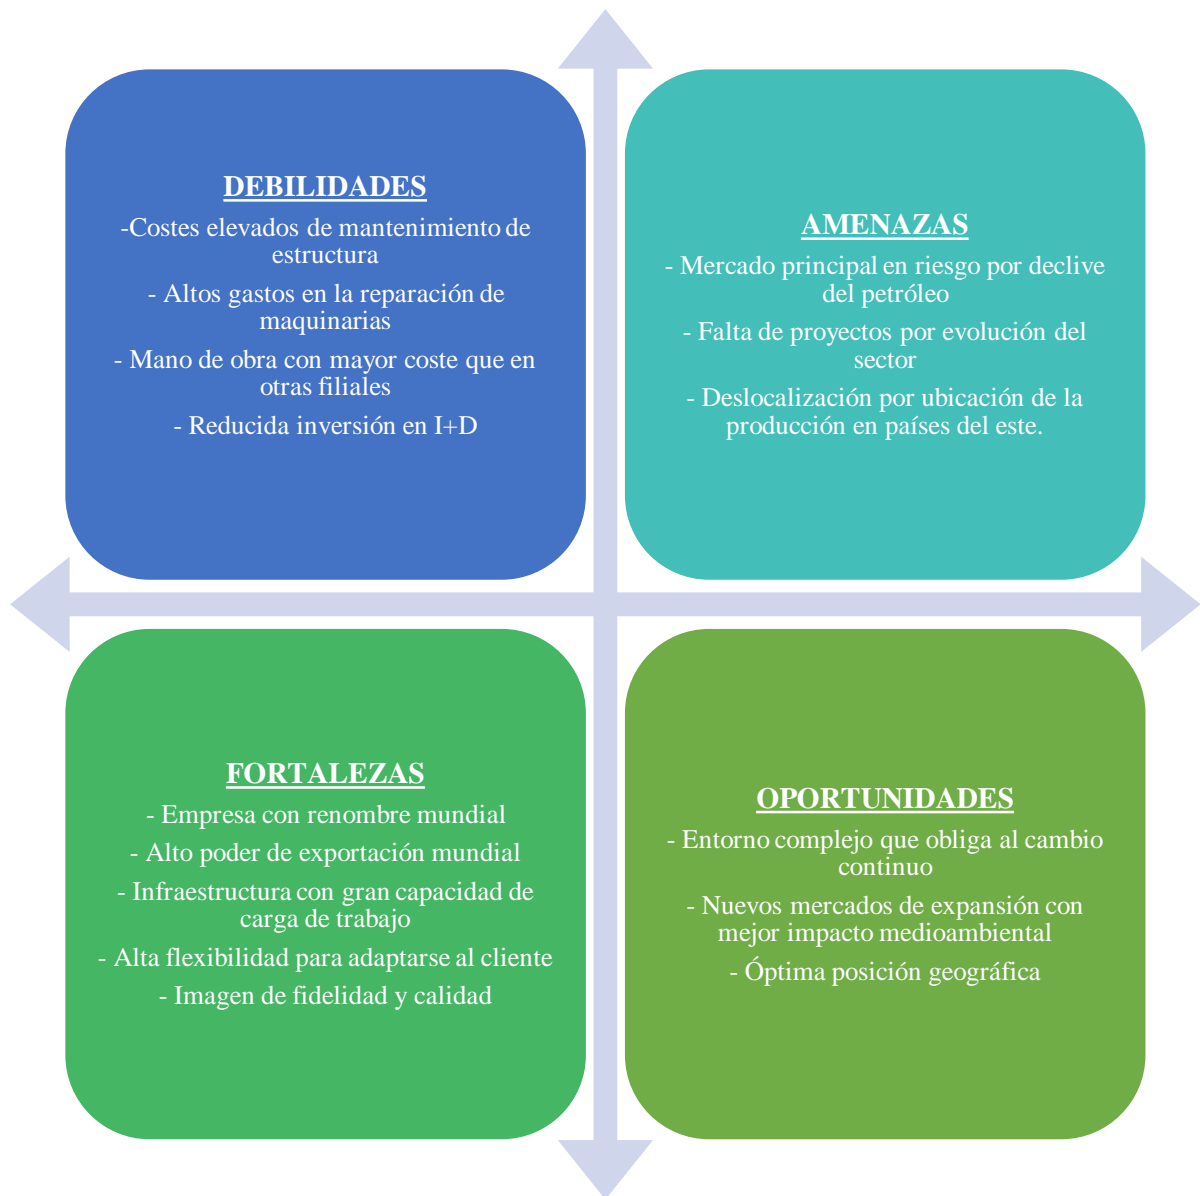 DEBILIDADES
-Costes elevados de mantenimiento de
estructura
- Altos gastos en la reparación de
maquinarias
- Mano de obra con mayor coste que en
otras filiales
- Reducida inversión en I+D
AMENAZAS
- Mercado principal en riesgo por declive
del petróleo
- Falta de proyectos por evolución del
sector
- Deslocalización por ubicación de la
producción en países del este.
FORTALEZAS
- Empresa con renombre mundial
- Alto poder de exportación mundial
- Infraestructura con gran capacidad de
carga de trabajo
- Alta flexibilidad para adaptarse al cliente
- Imagen de fidelidad y calidad
OPORTUNIDADES
- Entorno complejo que obliga al cambio
continuo
- Nuevos mercados de expansión con
mejor impacto medioambiental
- Óptima posición geográfica